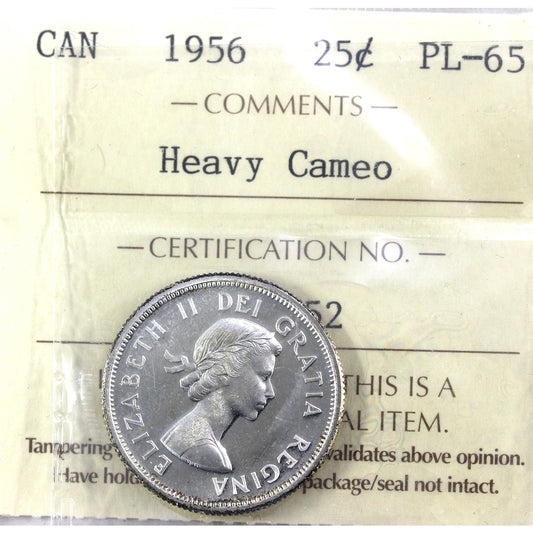 CAN 1956 25¢ PL-65
— COMMENTS —
Heavy Cameo
— CERTIFICATION NO. —
52
THIS IS A
AL ITEM.
Tampering validates above opinion.
Have hold package/seal not intact.
ELIZABETH II DEI GRATIA REGINA